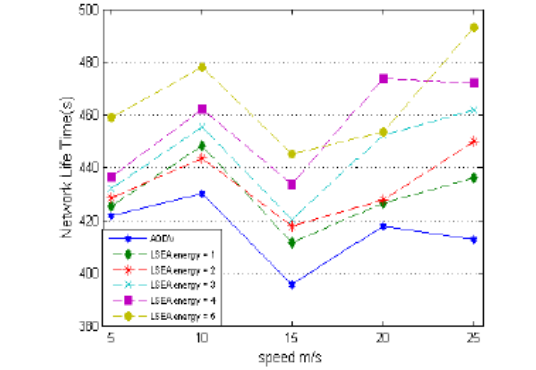 500
480
460
440
420
400
380
Network Life Time(s)
LSEA energy = 1
LSEA energy = 2
LSEA energy = 3
LSEA energy = 4
LSEA energy = 6
5 10 15 20 25
speed m/s